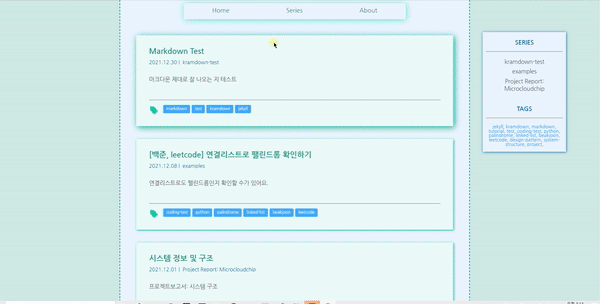 Home
Series
About
Markdown Test
2021.12.30 | kramdown-test
마크다운 제대로 잘 나오는 지 테스트
markdown
test
kramdown
jekyll
[백준, leetcode] 연결리스트로 팰린드롬 확인하기
2021.12.08 | examples
연결리스트로도 팰린드롬인지 확인할 수가 있어요.
coding-test
python
palindrome
linked-list
beakjoon
leetcode
시스템 정보 및 구조
2021.12.01 | Project Report: Microcloudchip
프로젝트보고서: 시스템 구조
SERIES
kramdown-test
examples
Project Report:
Microcloudchip
TAGS
jekyll, kramdown, markdown,
tutorial, test, coding-test, python,
palindrome, linked-list, beakjoon,
leetcode, design-pattern, system-
structure, project,